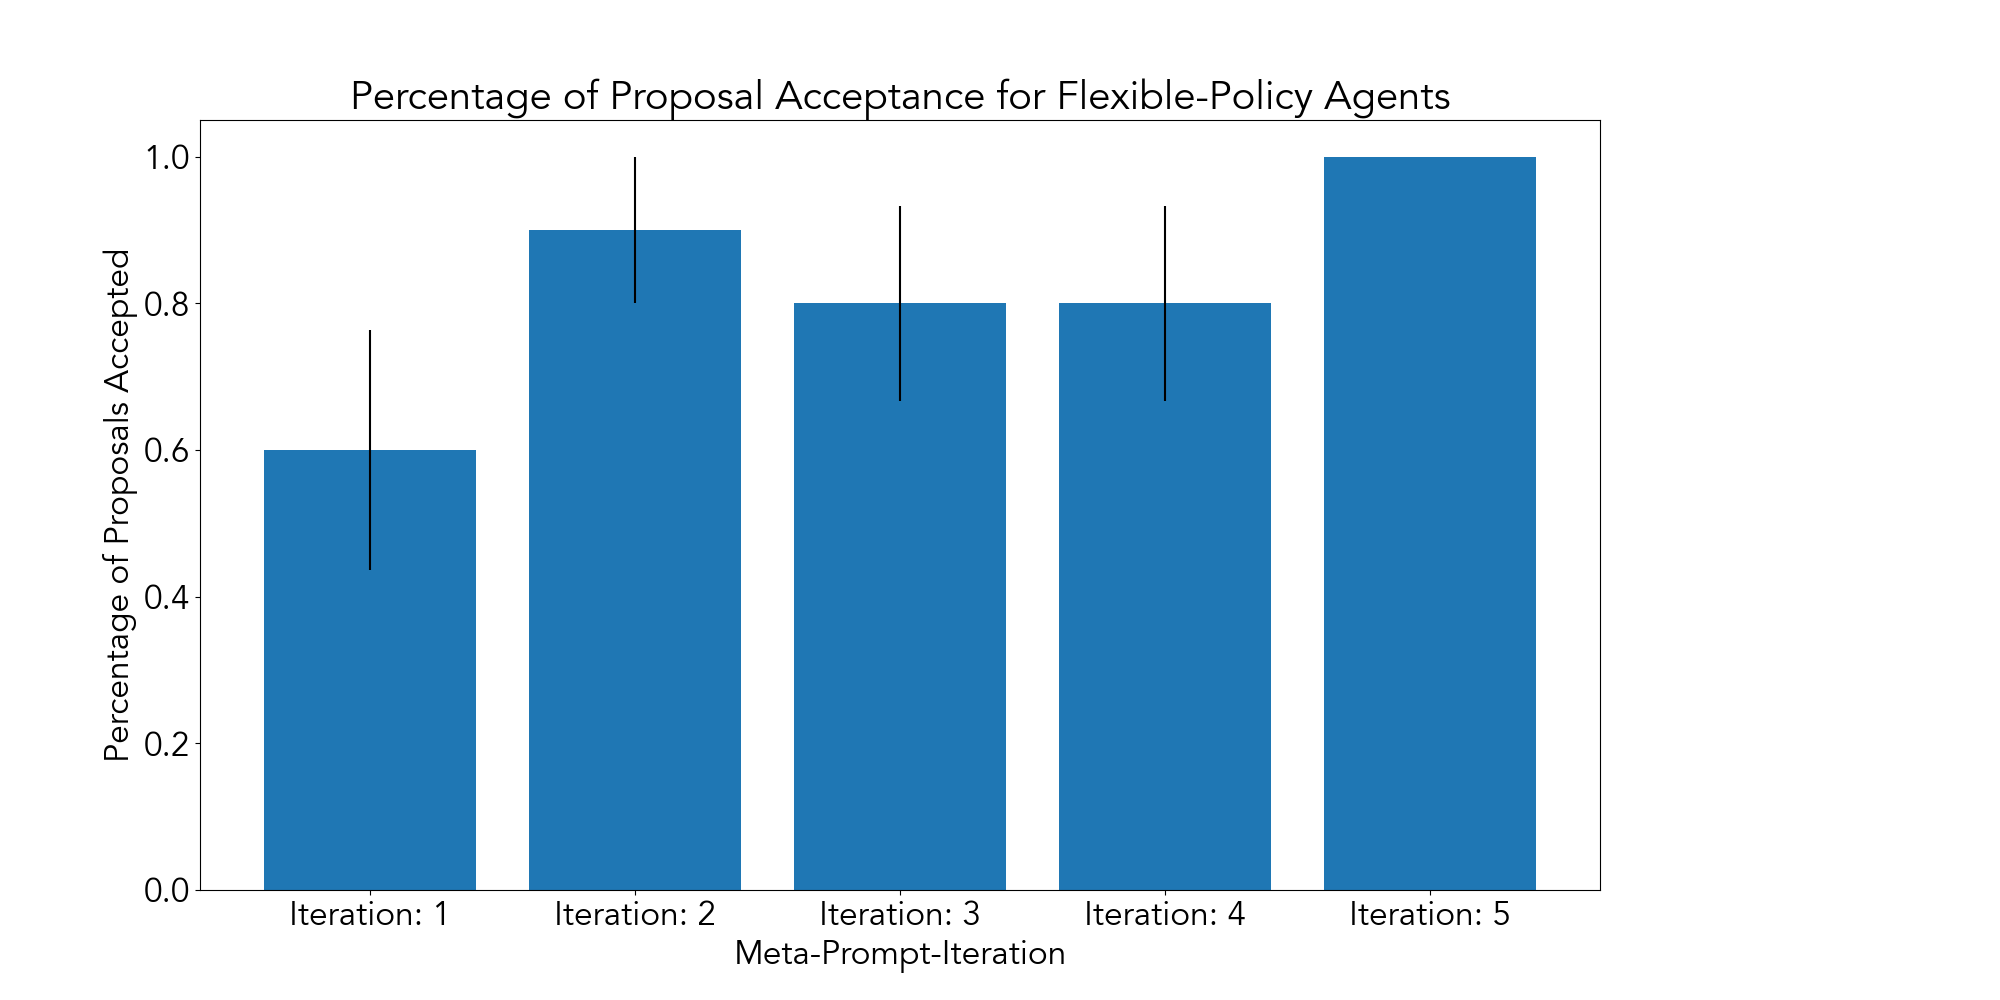 Percentage of Proposal Acceptance for Flexible-Policy Agents
Percentage of Proposals Accepted
1.0
0.8
0.6
0.4
0.2
0.0
Iteration: 1 Iteration: 2 Iteration: 3 Iteration: 4 Iteration: 5
Meta-Prompt-Iteration